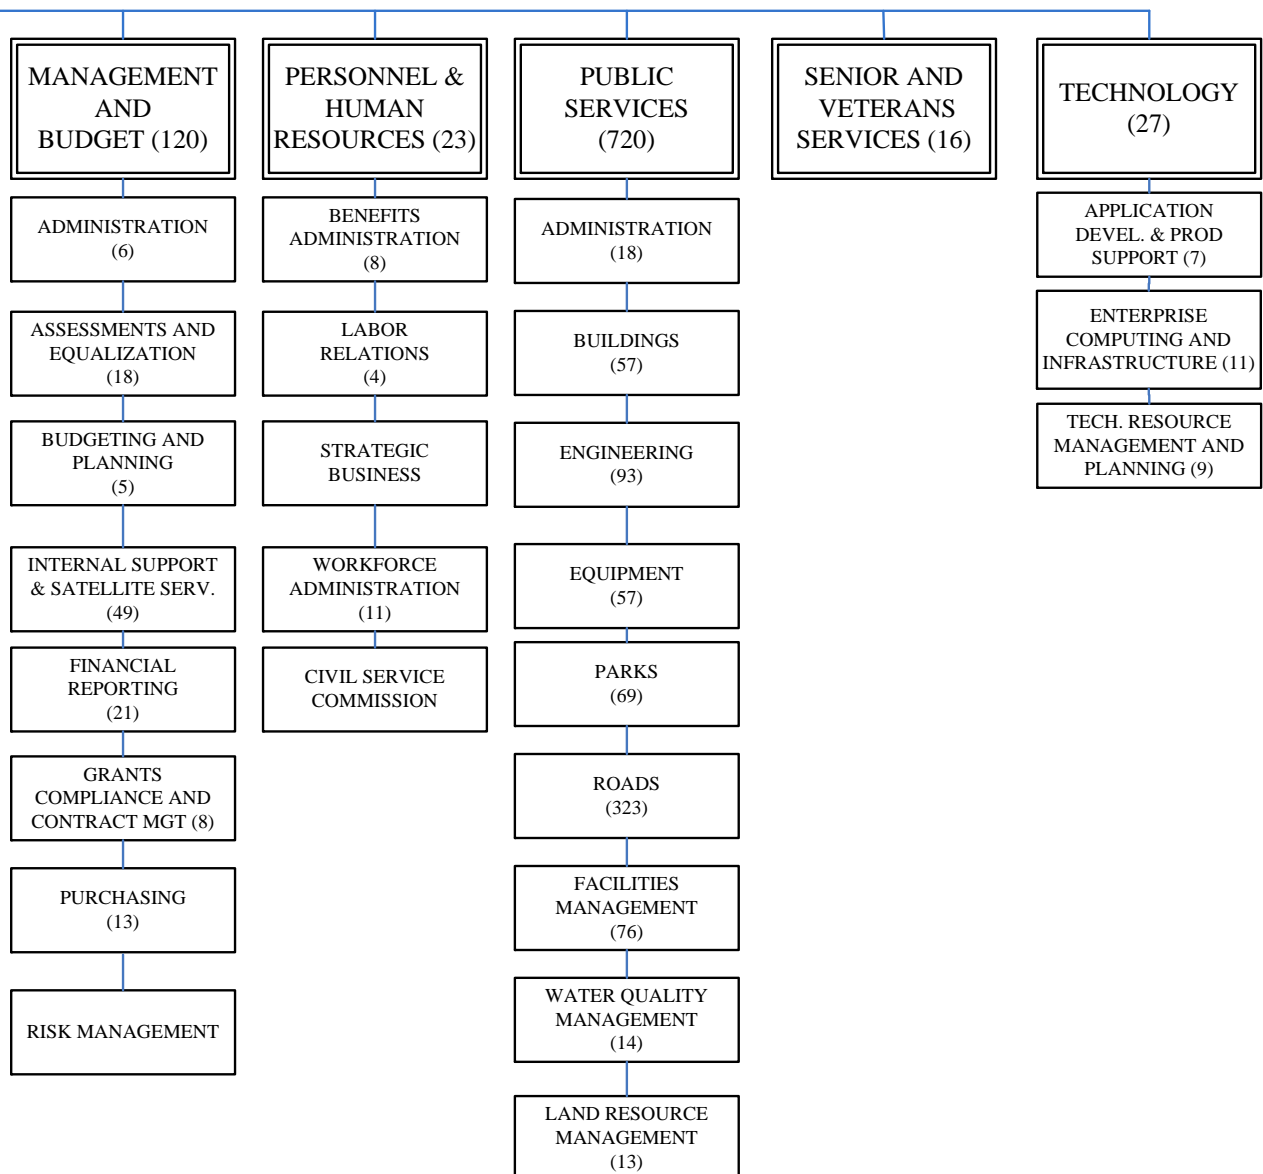 MANAGEMENT
AND
BUDGET (120)
ADMINISTRATION
(6)
ASSESSMENTS AND
EQUALIZATION
(18)
BUDGETING AND
PLANNING
(5)
INTERNAL SUPPORT
& SATELLITE SERV.
(49)
FINANCIAL
REPORTING
(21)
GRANTS
COMPLIANCE AND
CONTRACT MGT (8)
PURCHASING
(13)
RISK MANAGEMENT
PERSONNEL &
HUMAN
RESOURCES (23)
BENEFITS
ADMINISTRATION
(8)
LABOR
RELATIONS
(4)
STRATEGIC
BUSINESS
WORKFORCE
ADMINISTRATION
(11)
CIVIL SERVICE
COMMISSION
PUBLIC
SERVICES
(720)
ADMINISTRATION
(18)
BUILDINGS
(57)
ENGINEERING
(93)
EQUIPMENT
(57)
PARKS
(69)
ROADS
(323)
FACILITIES
MANAGEMENT
(76)
WATER QUALITY
MANAGEMENT
(14)
LAND RESOURCE
MANAGEMENT
(13)
SENIOR AND
VETERANS
SERVICES (16)
TECHNOLOGY
(27)
APPLICATION
DEVEL. & PROD
SUPPORT (7)
ENTERPRISE
COMPUTING AND
INFRASTRUCTURE (11)
TECH. RESOURCE
MANAGEMENT AND
PLANNING (9)